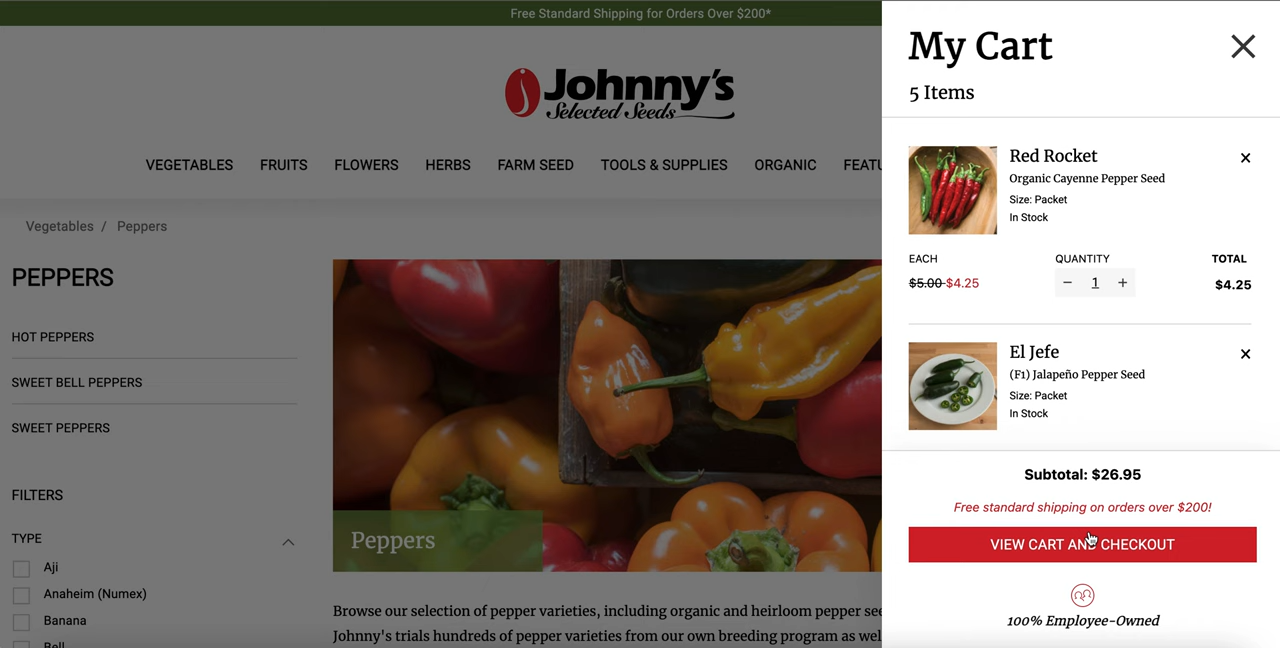 Free Standard Shipping for Orders Over $200*
Johnny's
Selected Seeds
VEGETABLES FRUITS FLOWERS HERBS FARM SEED TOOLS & SUPPLIES ORGANIC
Vegetables / Peppers
PEPPERS
HOT PEPPERS
SWEET BELL PEPPERS
SWEET PEPPERS
FILTERS
TYPE
Aji
Anaheim (Numex)
Banana
Bell
Peppers
Browse our selection of pepper varieties, including organic and heirloom pepper
Johnny's trials hundreds of pepper varieties from our own breeding program as
My Cart
5 Items
Red Rocket
Organic Cayenne Pepper Seed
Size: Packet
In Stock
EACH QUANTITY TOTAL
$5.00 $4.25 − 1 + $4.25
El Jefe
(F1) Jalapeño Pepper Seed
Size: Packet
In Stock
Subtotal: $26.95
Free standard shipping on orders over $200!
VIEW CART AND CHECKOUT
100% Employee-Owned